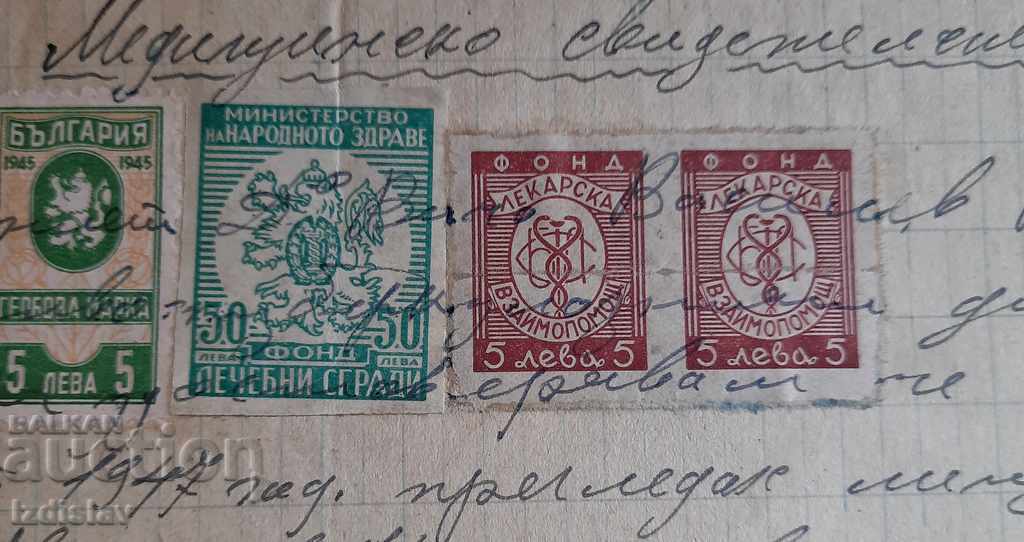 Медицинско свидетелство
БЪЛГАРИЯ
1945 1945
ГЕРБОВА МАРКА
5 ЛЕВА 5
МИНИСТЕРСТВО
НА НАРОДНОТО ЗДРАВЕ
50 50
ЛЕВА ЛЕВА
ФОНД
ЛЕЧЕБНИ СГРАДИ
ФОНД
ЛЕКАРСКА
ВЗАИМОПОМОЩ
5 лева 5
ФОНД
ЛЕКАРСКА
ВЗАИМОПОМОЩ
5 лева 5
че
1947 год. прегледах
BALKAN
auction
izdislav